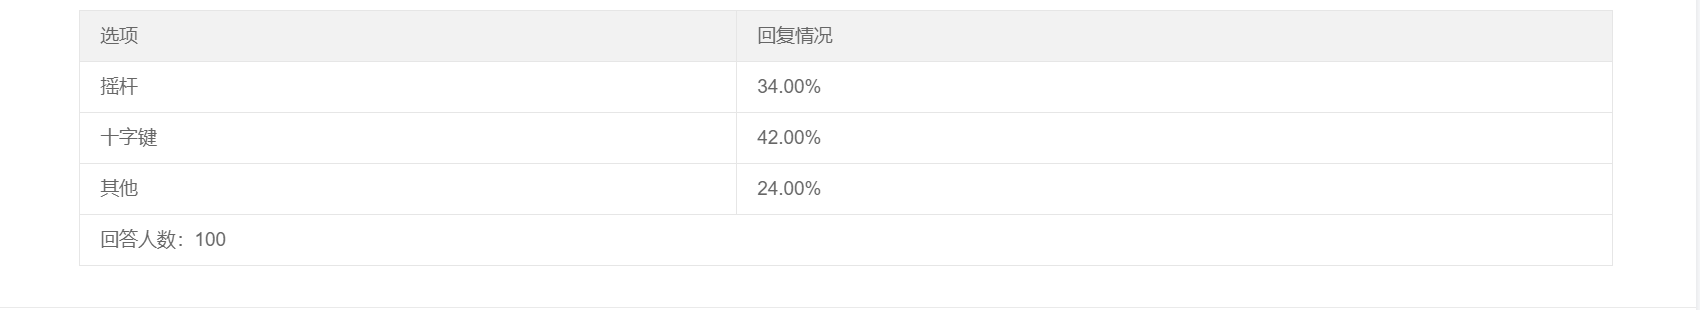 选项 回复情况
摇杆 34.00%
十字键 42.00%
其他 24.00%
回答人数：100